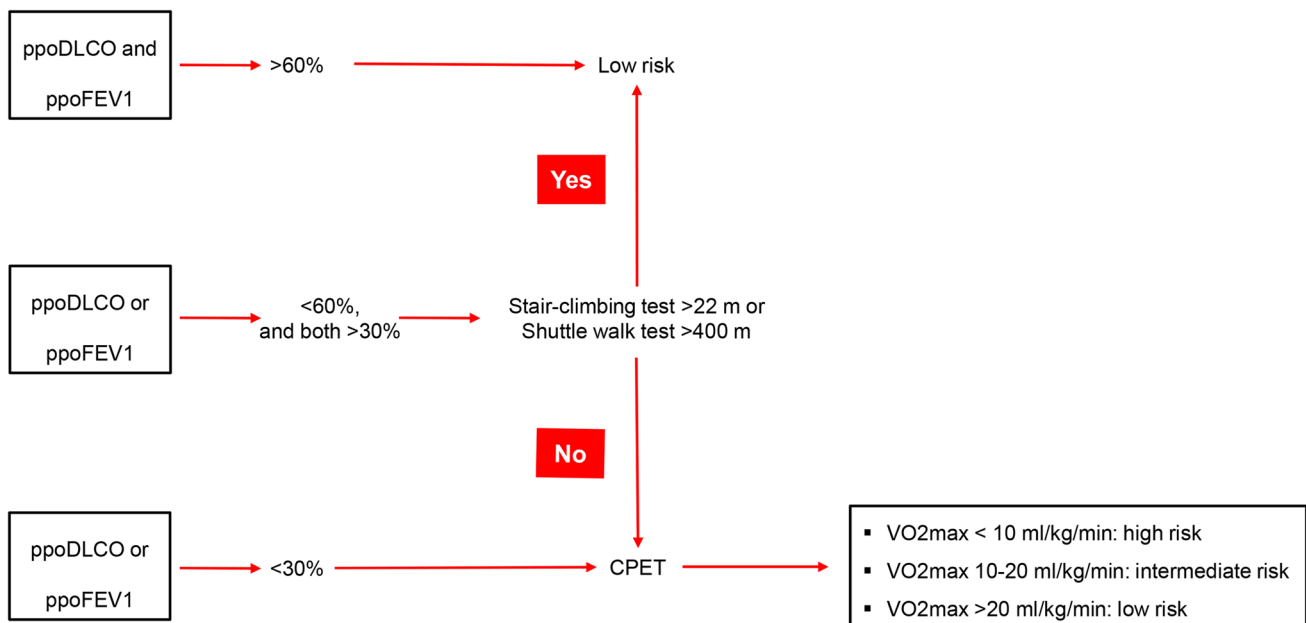 ppoDLCO and
ppoFEV1
>60%
Low risk
Yes
ppoDLCO or
ppoFEV1
<60%,
and both >30%
Stair-climbing test >22 m or
Shuttle walk test >400 m
No
ppoDLCO or
ppoFEV1
<30%
CPET
▪ VO2max < 10 ml/kg/min: high risk
▪ VO2max 10-20 ml/kg/min: intermediate risk
▪ VO2max >20 ml/kg/min: low risk